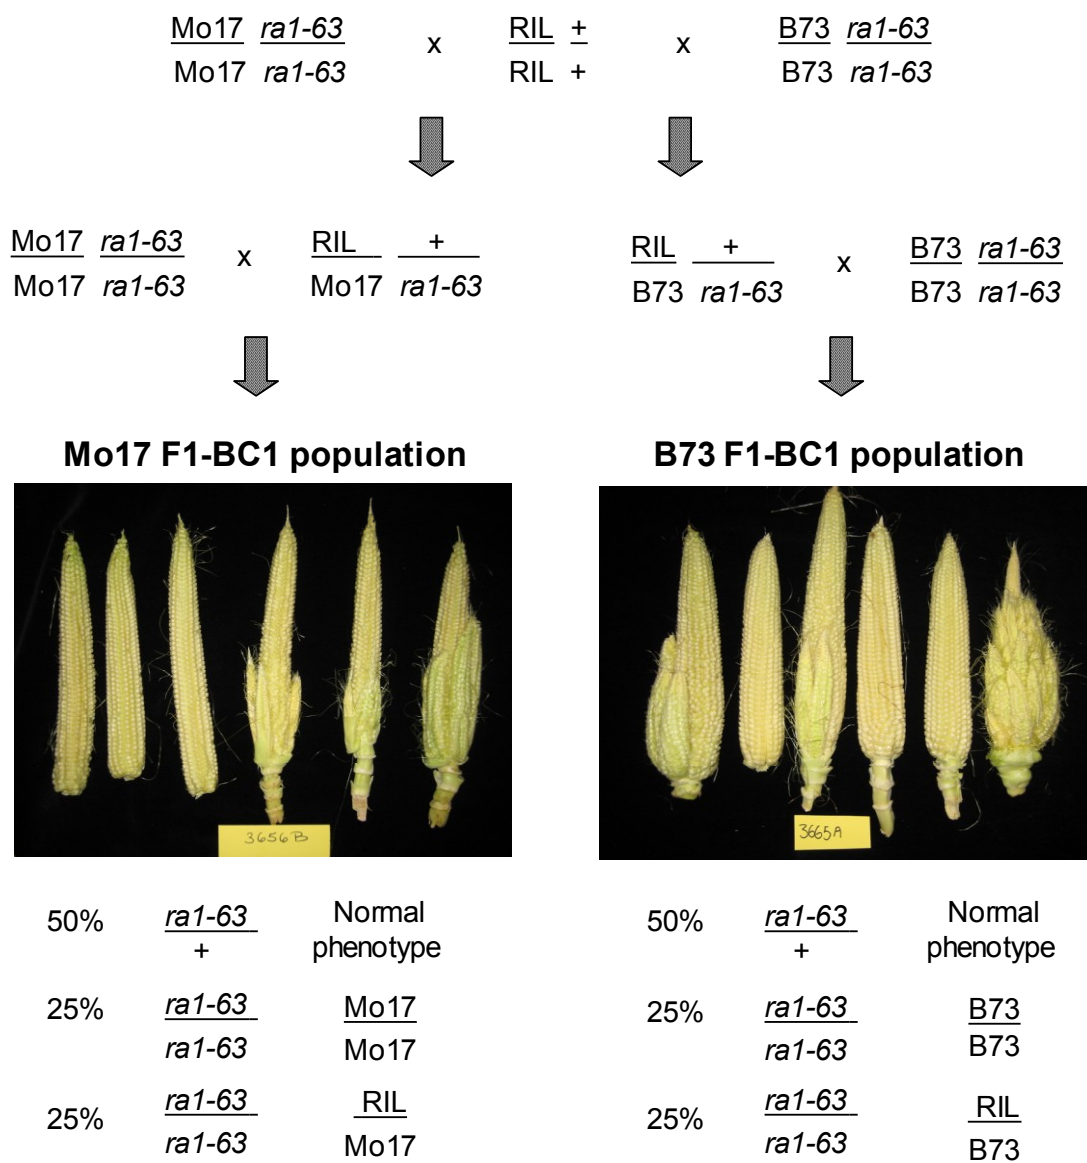 Mo17 ra1-63 x RIL + x B73 ra1-63
Mo17 ra1-63 RIL + B73 ra1-63
Mo17 ra1-63 x RIL + RIL + x B73 ra1-63
Mo17 ra1-63 Mo17 ra1-63 B73 ra1-63 B73 ra1-63
Mo17 F1-BC1 population
B73 F1-BC1 population
3656B
3665A
50% ra1-63 Normal
+ phenotype
25% ra1-63 Mo17
ra1-63 Mo17
25% ra1-63 RIL
ra1-63 Mo17
50% ra1-63 Normal
+ phenotype
25% ra1-63 B73
ra1-63 B73
25% ra1-63 RIL
ra1-63 B73